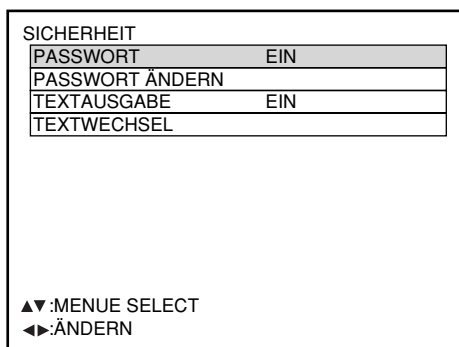 SICHERHEIT
PASSWORT EIN
PASSWORT ÄNDERN
TEXTAUSGABE EIN
TEXTWECHSEL
▲▼:MENUE SELECT
◀▶:ÄNDERN